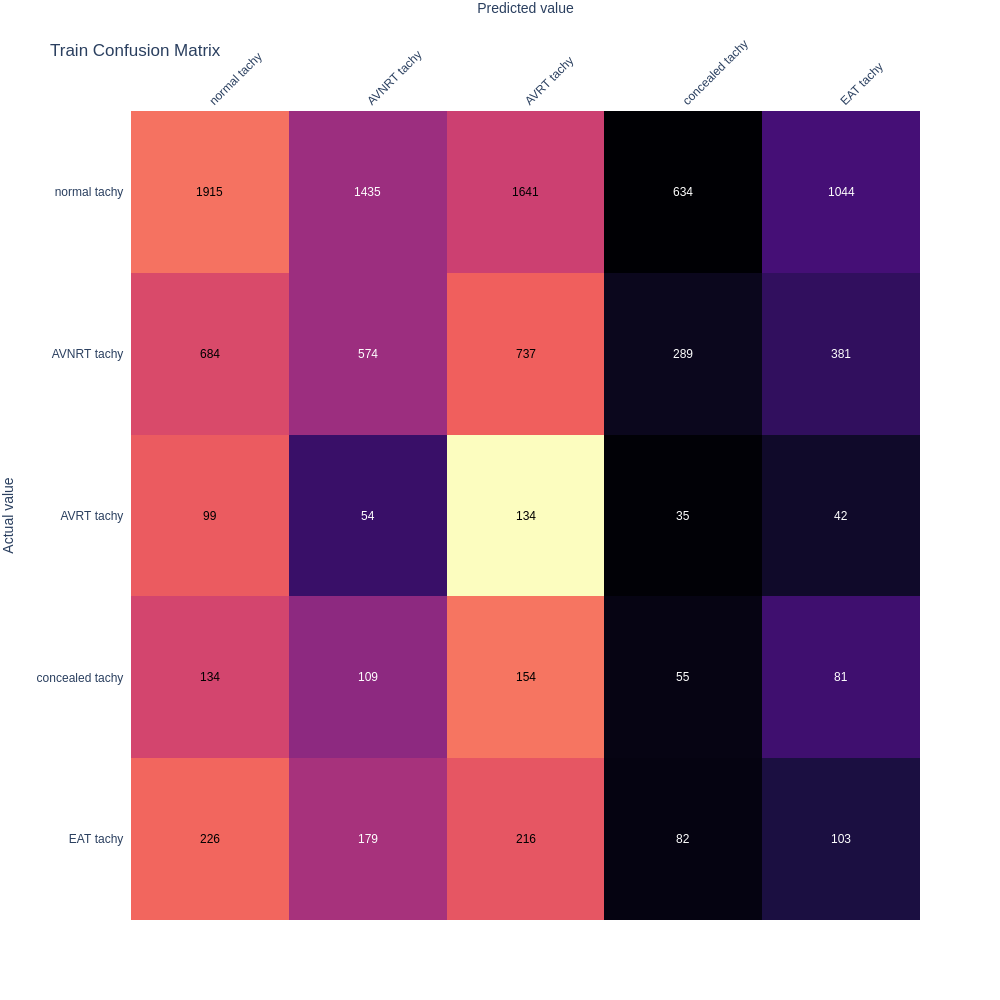 Predicted value
Train Confusion Matrix
normal tachy
AVNRT tachy
AVRT tachy
concealed tachy
EAT tachy
normal tachy 1915 1435 1641 634 1044
AVNRT tachy 684 574 737 289 381
Actual value
AVRT tachy 99 54 134 35 42
concealed tachy 134 109 154 55 81
EAT tachy 226 179 216 82 103